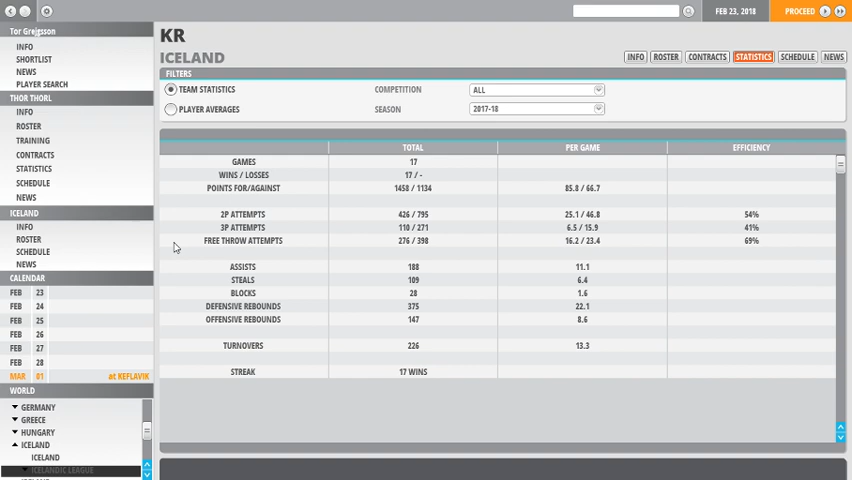 FEB 23, 2018
PROCEED
Tor Grejgsson
INFO
SHORTLIST
NEWS
PLAYER SEARCH
THOR THORL
INFO
ROSTER
TRAINING
CONTRACTS
STATISTICS
SCHEDULE
NEWS
ICELAND
INFO
ROSTER
SCHEDULE
NEWS
CALENDAR
FEB 23
FEB 24
FEB 25
FEB 26
FEB 27
FEB 28
MAR 01 at KEFLAVIK
WORLD
GERMANY
GREECE
HUNGARY
ICELAND
ICELAND
ICELANDIC LEAGUE
KR
ICELAND
INFO ROSTER CONTRACTS STATISTICS SCHEDULE NEWS
FILTERS
TEAM STATISTICS COMPETITION ALL
PLAYER AVERAGES SEASON 2017-18
TOTAL PER GAME EFFICIENCY
GAMES 17
WINS / LOSSES 17 / -
POINTS FOR/AGAINST 1458 / 1134 85.8 / 66.7
2P ATTEMPTS 426 / 795 25.1 / 46.8 54%
3P ATTEMPTS 110 / 271 6.5 / 15.9 41%
FREE THROW ATTEMPTS 276 / 398 16.2 / 23.4 69%
ASSISTS 188 11.1
STEALS 109 6.4
BLOCKS 28 1.6
DEFENSIVE REBOUNDS 375 22.1
OFFENSIVE REBOUNDS 147 8.6
TURNOVERS 226 13.3
STREAK 17 WINS